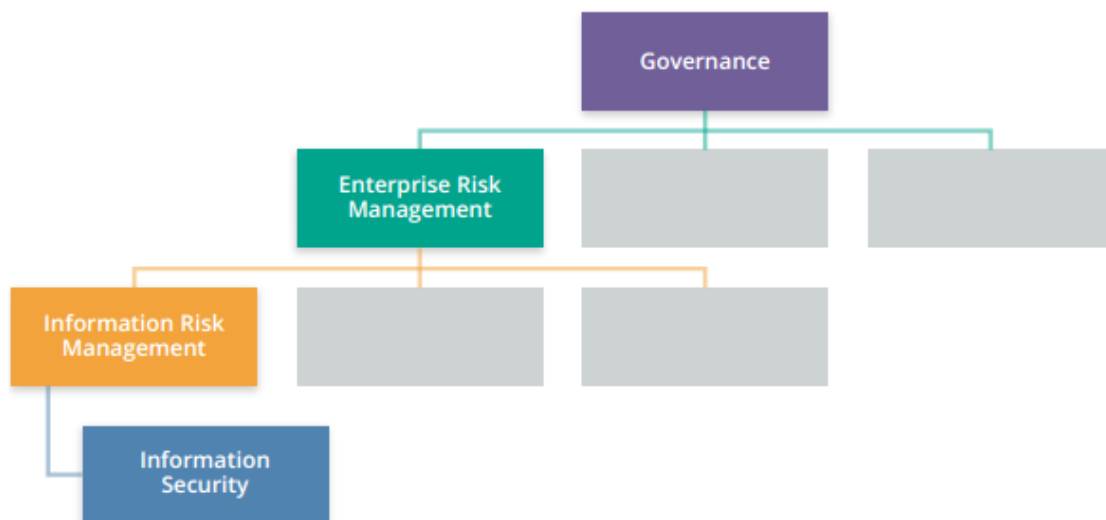 Governance
Enterprise Risk
Management
Information Risk
Management
Information
Security